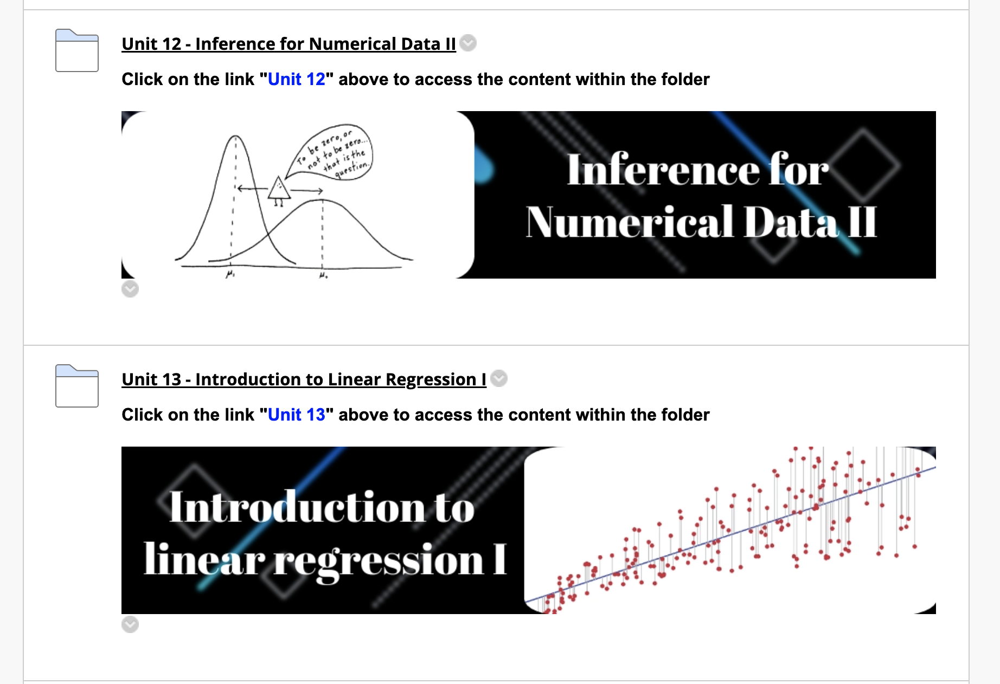 Unit 12 - Inference for Numerical Data II
Click on the link "Unit 12" above to access the content within the folder
To be zero, or
not to be zero...
that is the
question.
μ₁
μ₂
Inference for
Numerical Data II
Unit 13 - Introduction to Linear Regression I
Click on the link "Unit 13" above to access the content within the folder
Introduction to
linear regression I